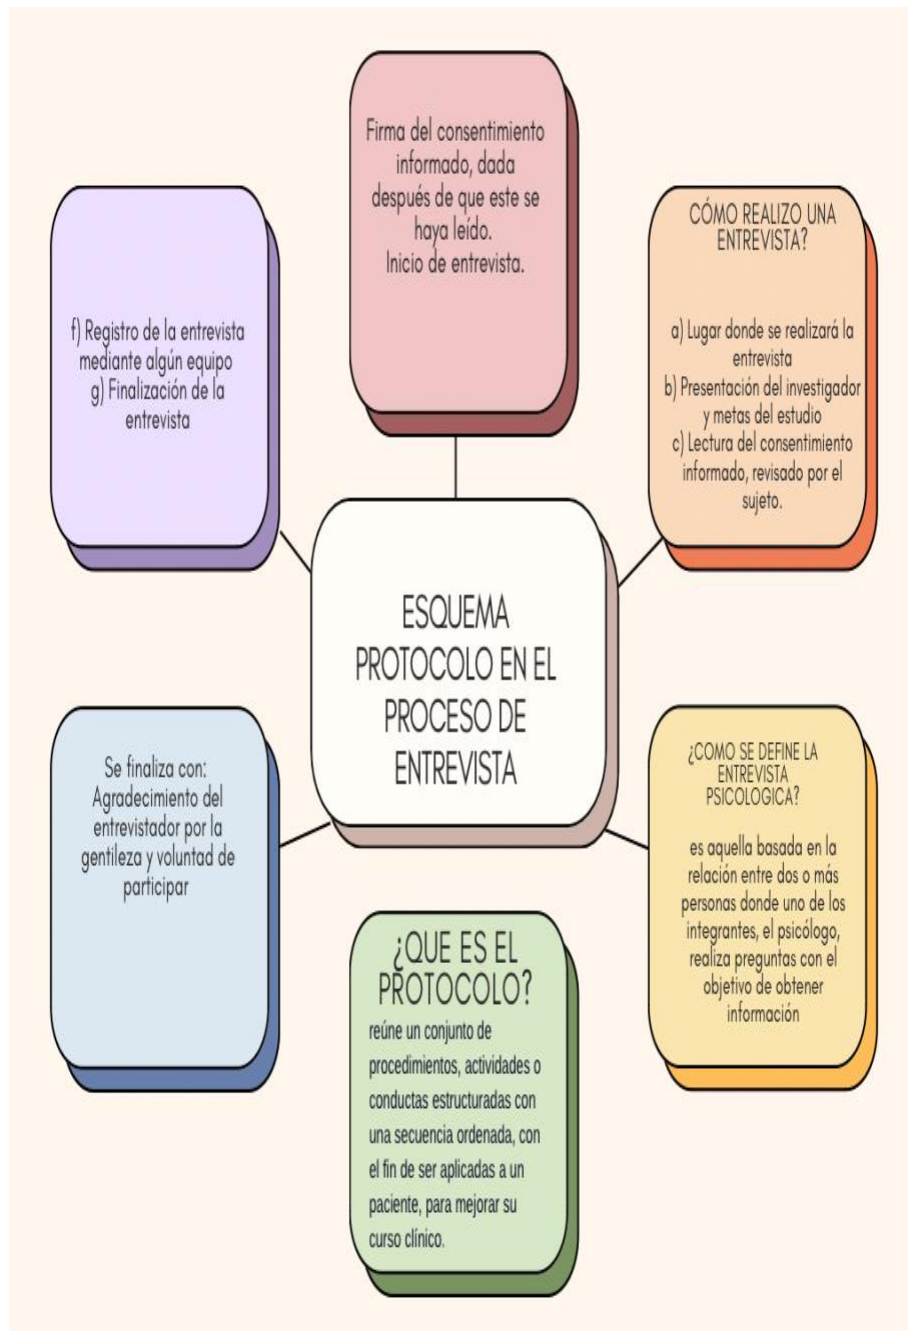 Firma del consentimiento
informado, dada
después de que este se
haya leído.
Inicio de entrevista.
CÓMO REALIZO UNA
ENTREVISTA?
a) Lugar donde se realizará la
entrevista
b) Presentación del investigador
y metas del estudio
c) Lectura del consentimiento
informado, revisado por el
sujeto.
f) Registro de la entrevista
mediante algún equipo
g) Finalización de la
entrevista
ESQUEMA
PROTOCOLO EN EL
PROCESO DE
ENTREVISTA
Se finaliza con:
Agradecimiento del
entrevistador por la
gentileza y voluntad de
participar
¿COMO SE DEFINE LA
ENTREVISTA
PSICOLOGICA?
es aquella basada en la
relación entre dos o más
personas donde uno de los
integrantes, el psicólogo,
realiza preguntas con el
objetivo de obtener
información
¿QUE ES EL
PROTOCOLO?
reúne un conjunto de
procedimientos, actividades o
conductas estructuradas con
una secuencia ordenada, con
el fin de ser aplicadas a un
paciente, para mejorar su
curso clínico.